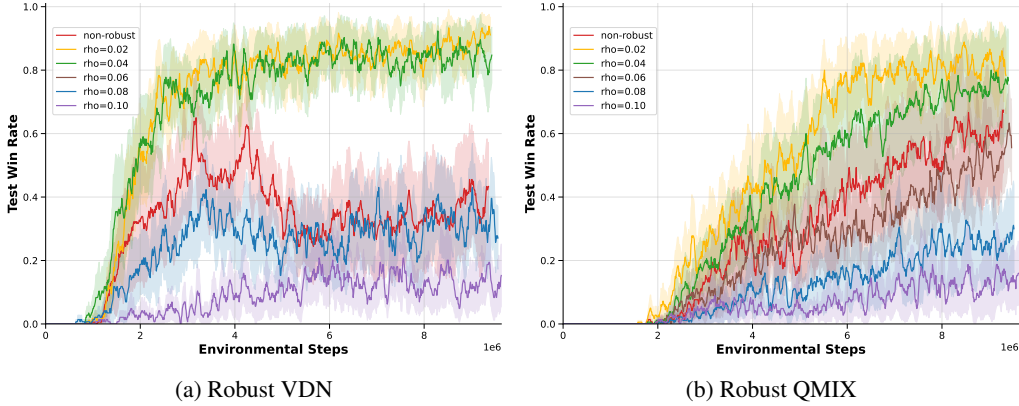 1.0
0.8
0.6
0.4
0.2
0.0
Test Win Rate
non-robust
rho=0.02
rho=0.04
rho=0.06
rho=0.08
rho=0.10
0
2
4
6
8
1e6
Environmental Steps
(a) Robust VDN
1.0
0.8
0.6
0.4
0.2
0.0
Test Win Rate
non-robust
rho=0.02
rho=0.04
rho=0.06
rho=0.08
rho=0.10
0
2
4
6
8
1e6
Environmental Steps
(b) Robust QMIX